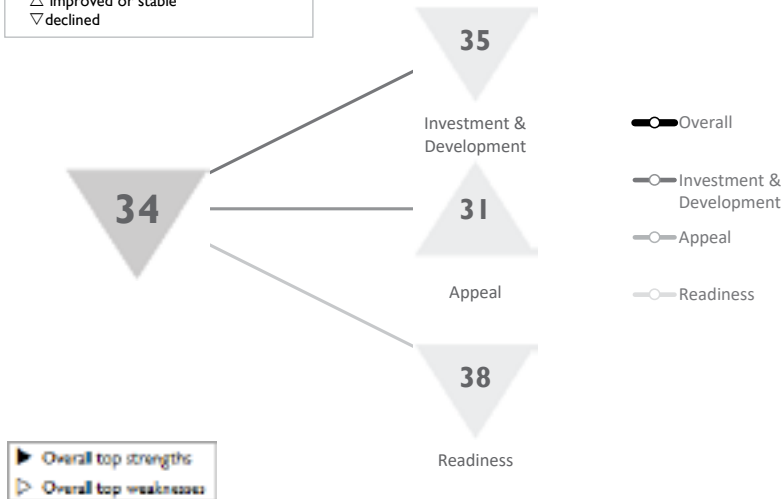 △ improved or stable
▽ declined
35
Investment &
Development
34
31
Appeal
38
Readiness
Overall
Investment &
Development
Appeal
Readiness
▶ Overall top strengths
▷ Overall top weaknesses